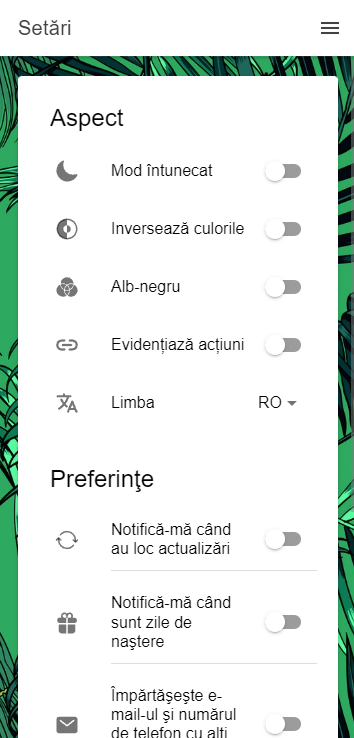 Setări
Aspect
Mod întunecat
Inversează culorile
Alb-negru
Evidențiază acțiuni
Limba RO
Preferinţe
Notifică-mă când
au loc actualizări
Notifică-mă când
sunt zile de
naştere
Împărtăşeşte e-
mail-ul şi numărul
de telefon cu alţi